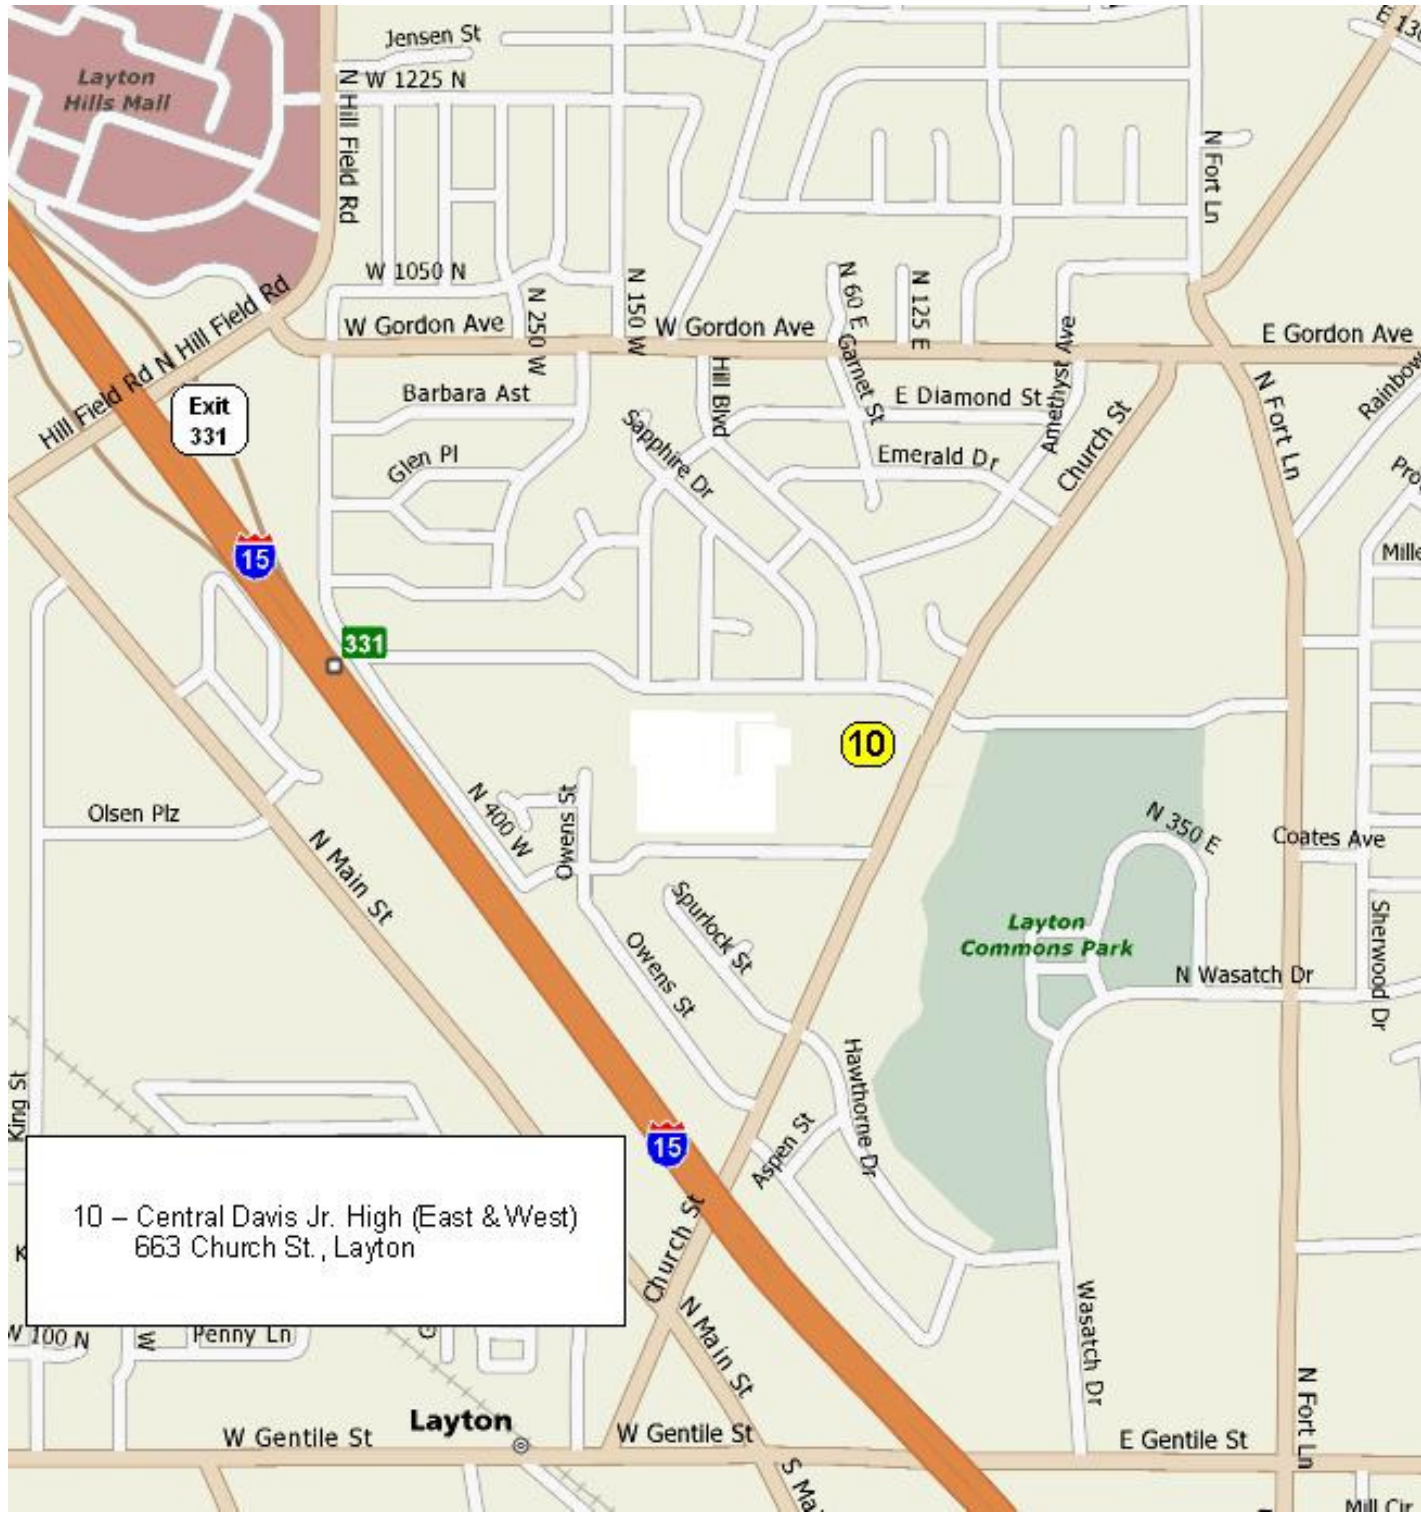 Jensen St
Layton
Hills Mall
W 1225 N
N Hill Field Rd
N Fort Ln
W 1050 N
N Hill Field Rd
N 250 W
N 150 W
W Gordon Ave
W Gordon Ave
N 60 E
Garnet St
N 125 E
Amethyst Ave
E Gordon Ave
Hill Field Rd
Exit
331
Barbara Ast
Hill Blvd
E Diamond St
Church St
N Fort Ln
Rainbow
Glen Pl
Sapphire Dr
Emerald Dr
15
Mille
331
10
Olsen Plz
N 400 W
Owens St
N 350 E
Coates Ave
N Main St
Spurlock St
Owens St
Layton
Commons Park
N Wasatch Dr
Sherwood Dr
King St
Hawthorne Dr
Aspen St
15
10 – Central Davis Jr. High (East & West)
663 Church St., Layton
K
Church St
N Main St
Wasatch Dr
W 100 N
W
Penny Ln
N Fort Ln
Layton
W Gentile St
W Gentile St
E Gentile St
S Ma
Mill Cir